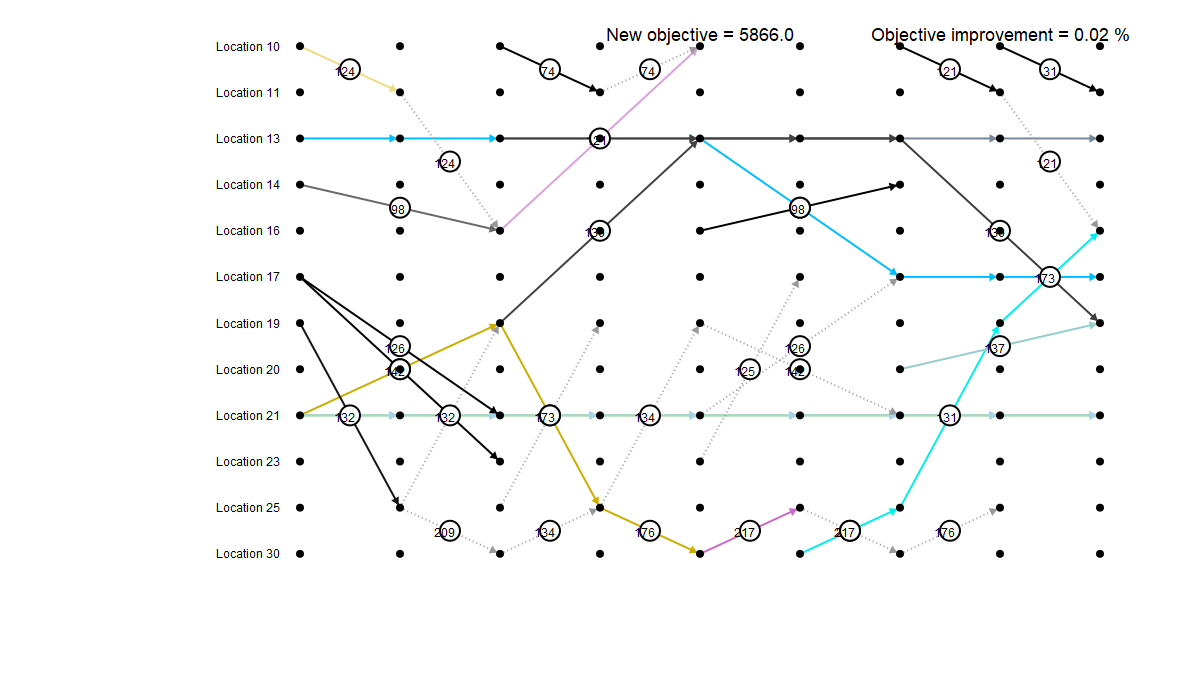 New objective = 5866.0 Objective improvement = 0.02 %
Location 10
124 74 74 121 31
Location 11
Location 13
21
124 121
Location 14
98 98
Location 16
Location 17
173
Location 19
126 126 137
Location 20
142 125 142
Location 21
132 132 173 134 131
Location 23
Location 25
209 134 176 217 217 176
Location 30